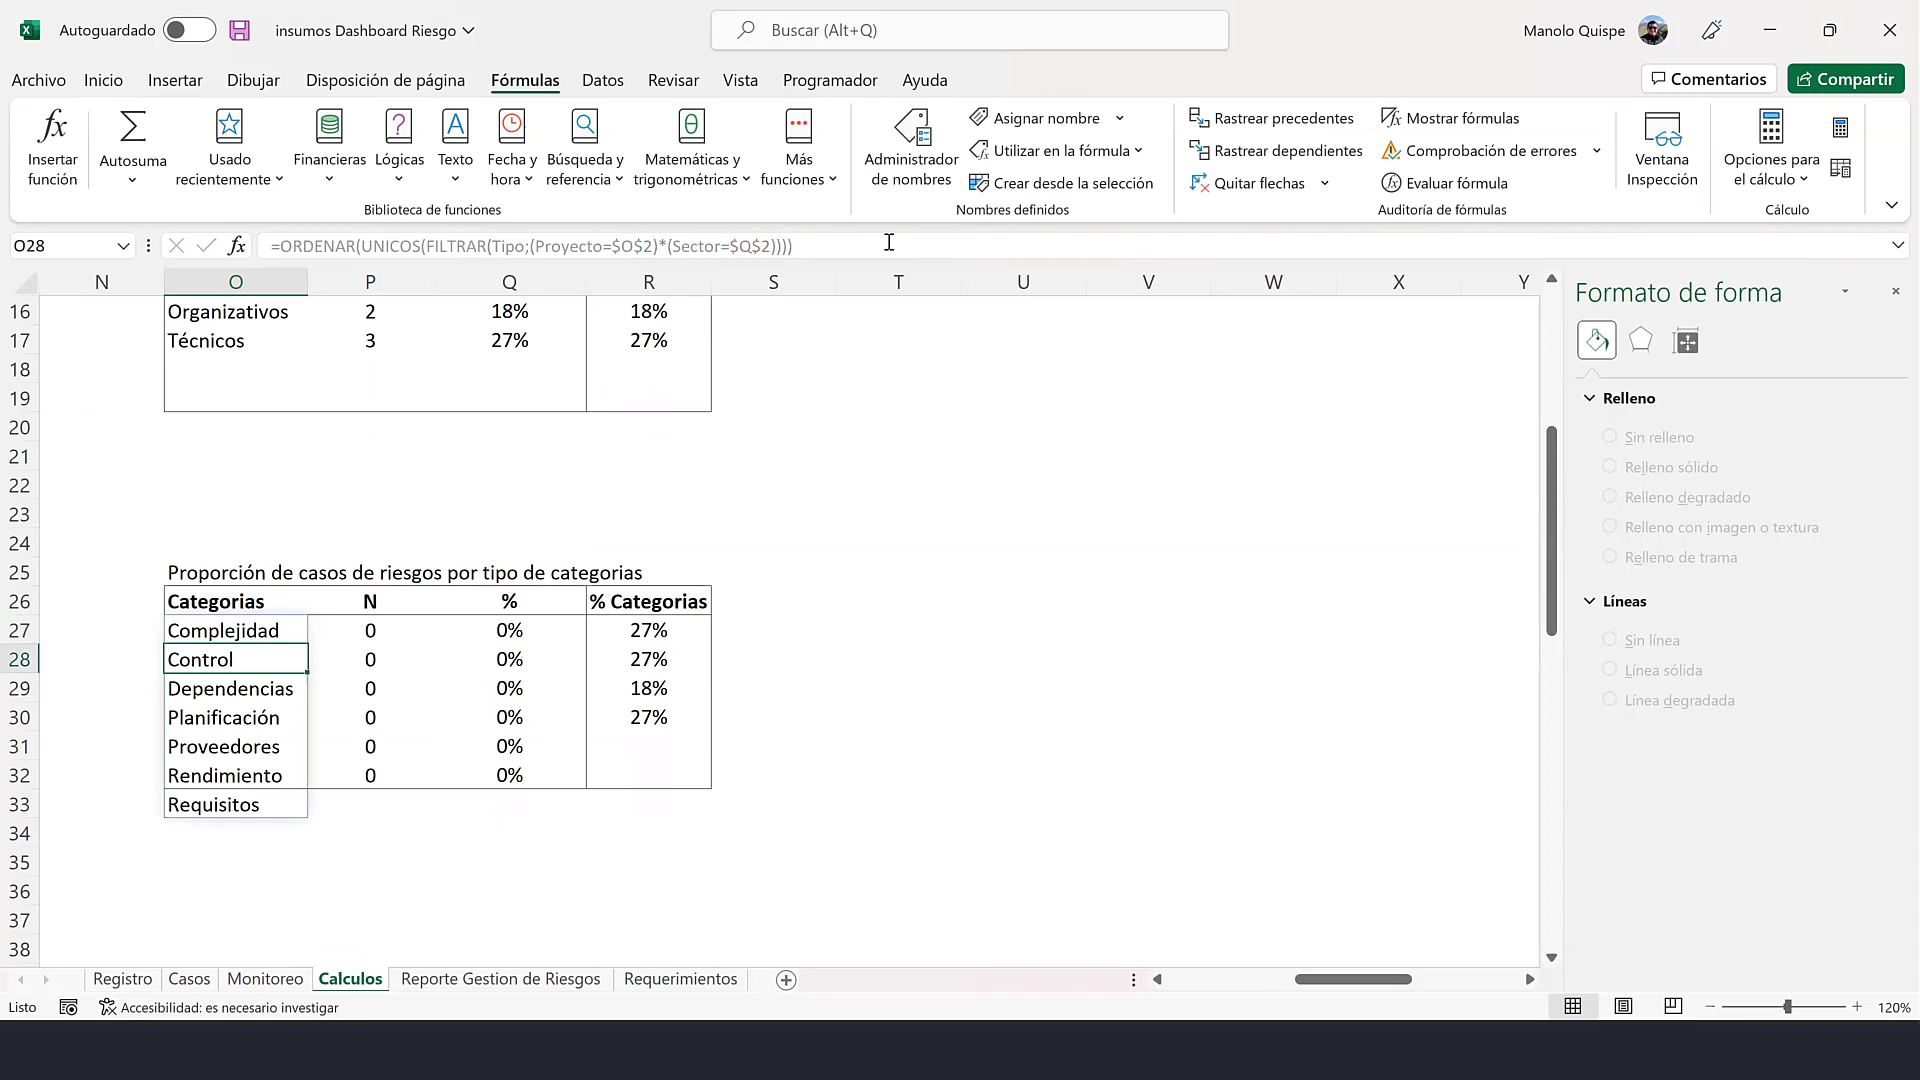 Autoguardado
insumos Dashboard Riesgo
Buscar (Alt+Q)
Manolo Quispe
Archivo Inicio Insertar Dibujar Disposición de página Fórmulas Datos Revisar Vista Programador Ayuda
Comentarios
Compartir
Insertar función
Autosuma
Usado recientemente
Financieras
Lógicas
Texto
Fecha y hora
Búsqueda y referencia
Matemáticas y trigonométricas
Más funciones
Biblioteca de funciones
Administrador de nombres
Asignar nombre
Utilizar en la fórmula
Crear desde la selección
Nombres definidos
Rastrear precedentes
Rastrear dependientes
Quitar flechas
Mostrar fórmulas
Comprobación de errores
Evaluar fórmula
Auditoría de fórmulas
Ventana Inspección
Opciones para el cálculo
Cálculo
O28
fx
=ORDENAR(UNICOS(FILTRAR(Tipo;(Proyecto=$O$2)*(Sector=$Q$2))))
N O P Q R S T U V W X Y
16 Organizativos 2 18% 18%
17 Técnicos 3 27% 27%
18
19
20
21
22
23
24
25 Proporción de casos de riesgos por tipo de categorias
26 Categorias N % % Categorias
27 Complejidad 0 0% 27%
28 Control 0 0% 27%
29 Dependencias 0 0% 18%
30 Planificación 0 0% 27%
31 Proveedores 0 0%
32 Rendimiento 0 0%
33 Requisitos
34
35
36
37
38
Formato de forma
Relleno
Sin relleno
Relleno sólido
Relleno degradado
Relleno con imagen o textura
Relleno de trama
Líneas
Sin línea
Línea sólida
Línea degradada
Registro Casos Monitoreo Calculos Reporte Gestion de Riesgos Requerimientos
Listo
Accesibilidad: es necesario investigar
120%